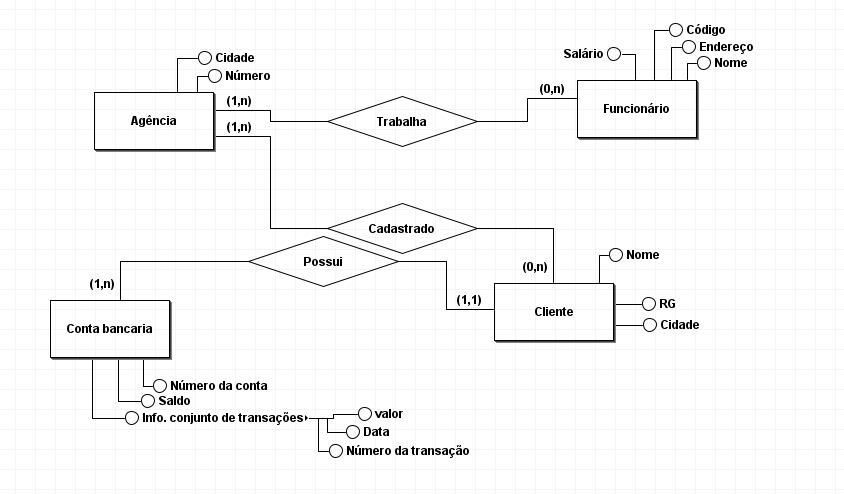 Código
Endereço
Nome
Salário
Cidade
Número
(1,n)
(0,n)
Agência
Trabalha
Funcionário
(1,n)
Cadastrado
Possui
(0,n)
Nome
(1,n)
(1,1)
RG
Cliente
Cidade
Conta bancaria
Número da conta
Saldo
Info. conjunto de transações
valor
Data
Número da transação